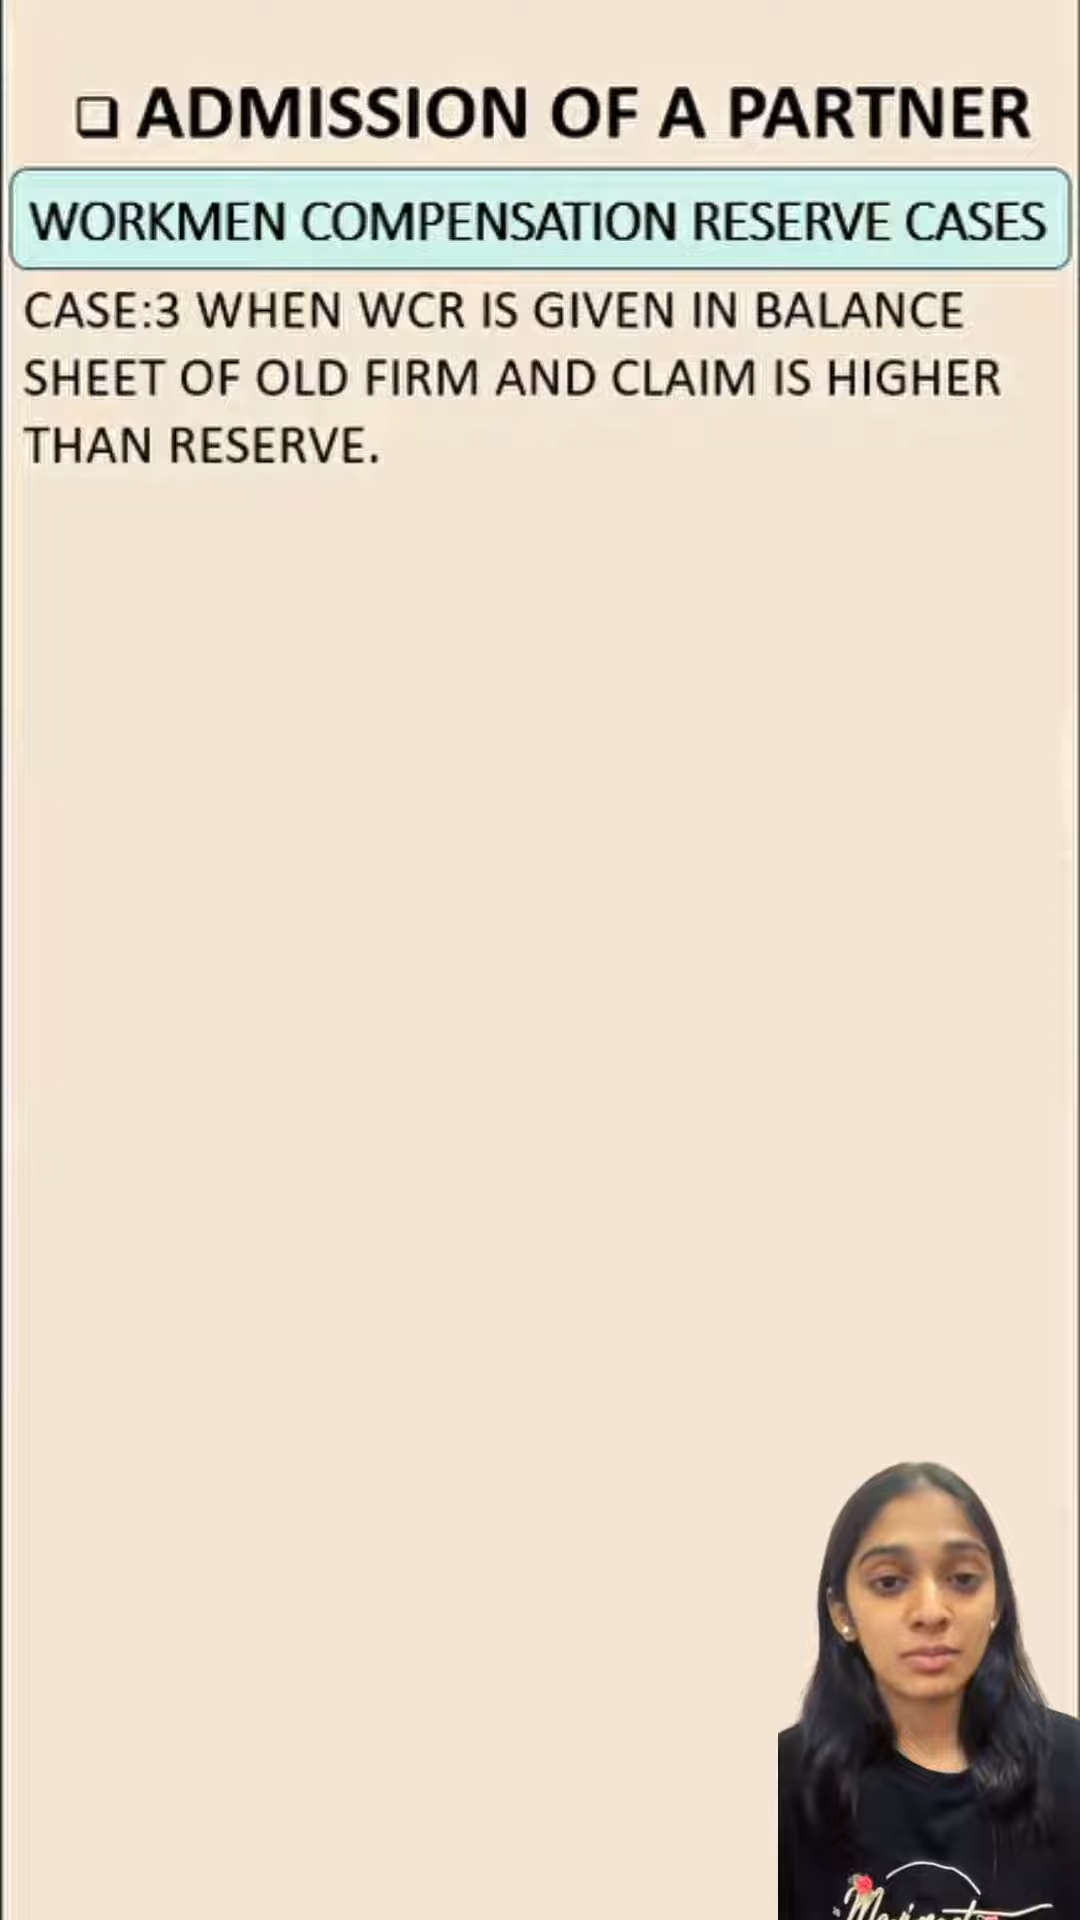 ❑ ADMISSION OF A PARTNER
WORKMEN COMPENSATION RESERVE CASES
CASE:3 WHEN WCR IS GIVEN IN BALANCE
SHEET OF OLD FIRM AND CLAIM IS HIGHER
THAN RESERVE.